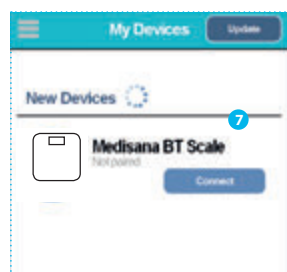 My Devices Update
New Devices
7
Medisana BT Scale
Not paired
Connect